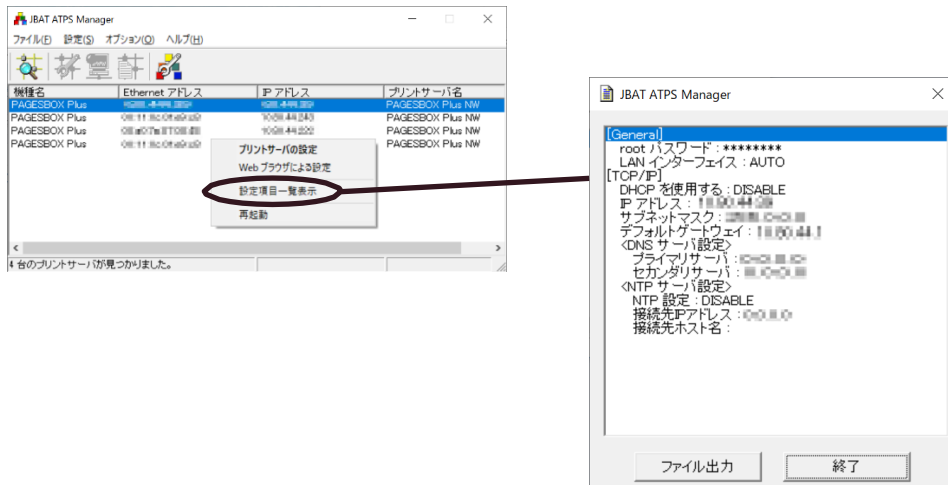 JBAT ATPS Manager
ファイル(F) 設定(S) オプション(O) ヘルプ(H)
機種名 Ethernet アドレス IP アドレス プリントサーバ名
PAGESBOX Plus PAGESBOX Plus NW
PAGESBOX Plus PAGESBOX Plus NW
PAGESBOX Plus PAGESBOX Plus NW
PAGESBOX Plus PAGESBOX Plus NW
プリントサーバの設定
Web ブラウザによる設定
設定項目一覧表示
再起動
4 台のプリントサーバが見つかりました。
JBAT ATPS Manager
[General]
root パスワード : ********
LAN インターフェイス : AUTO
[TCP/IP]
DHCP を使用する : DISABLE
IP アドレス :
サブネットマスク :
デフォルトゲートウェイ :
<DNS サーバ設定>
プライマリサーバ :
セカンダリサーバ :
<NTP サーバ設定>
NTP 設定 : DISABLE
接続先IPアドレス :
接続先ホスト名 :
ファイル出力 終了